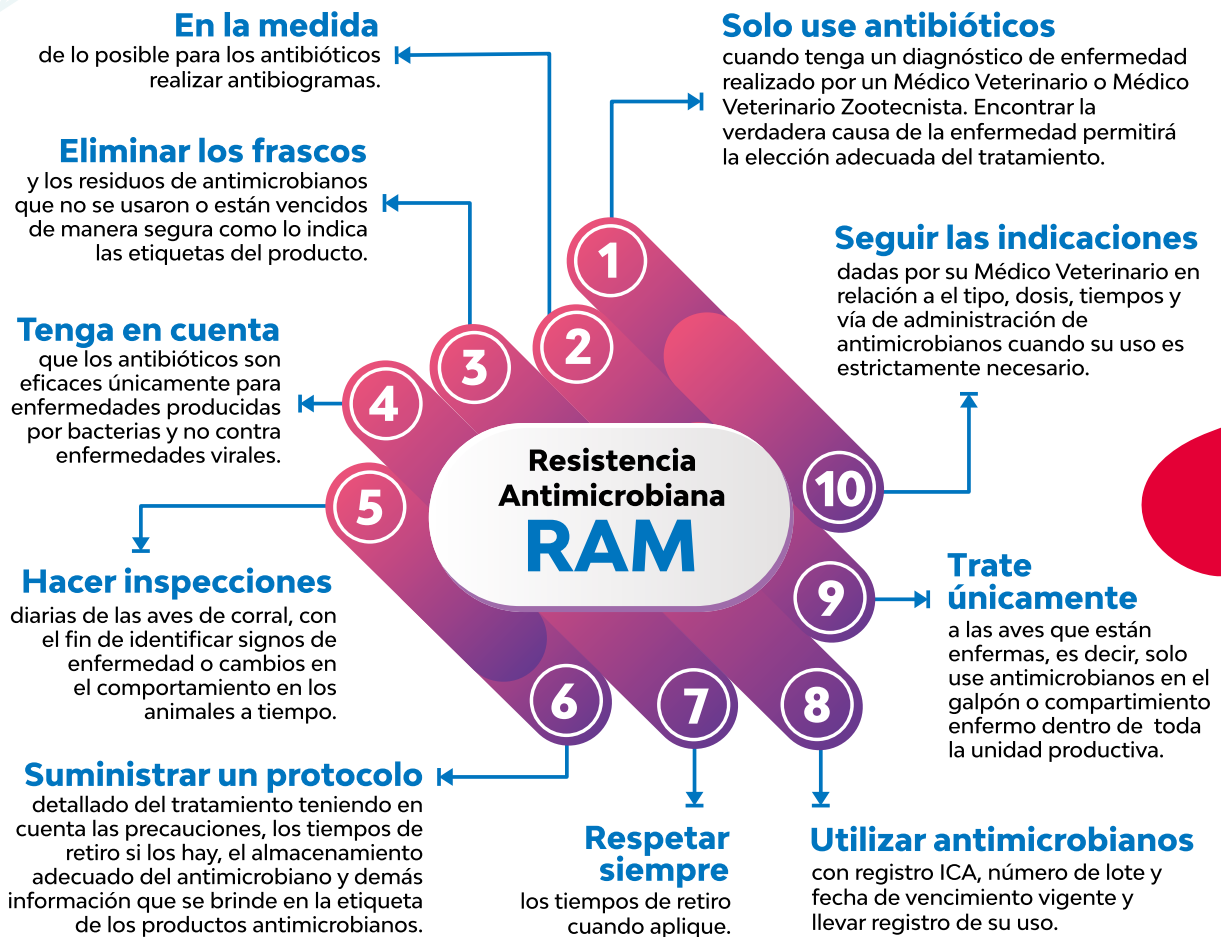 Solo use antibióticos
cuando tenga un diagnóstico de enfermedad
realizado por un Médico Veterinario o Médico
Veterinario Zootecnista. Encontrar la
verdadera causa de la enfermedad permitirá
la elección adecuada del tratamiento.
1
En la medida
de lo posible para los antibióticos
realizar antibiogramas.
2
Eliminar los frascos
y los residuos de antimicrobianos
que no se usaron o están vencidos
de manera segura como lo indica
las etiquetas del producto.
3
Tenga en cuenta
que los antibióticos son
eficaces únicamente para
enfermedades producidas
por bacterias y no contra
enfermedades virales.
4
5
Hacer inspecciones
diarias de las aves de corral, con
el fin de identificar signos de
enfermedad o cambios en
el comportamiento en los
animales a tiempo.
Resistencia
Antimicrobiana
RAM
6
Suministrar un protocolo
detallado del tratamiento teniendo en
cuenta las precauciones, los tiempos de
retiro si los hay, el almacenamiento
adecuado del antimicrobiano y demás
información que se brinde en la etiqueta
de los productos antimicrobianos.
7
Respetar
siempre
los tiempos de retiro
cuando aplique.
8
Utilizar antimicrobianos
con registro ICA, número de lote y
fecha de vencimiento vigente y
llevar registro de su uso.
9
Trate
únicamente
a las aves que están
enfermas, es decir, solo
use antimicrobianos en el
galpón o compartimiento
enfermo dentro de toda
la unidad productiva.
10
Seguir las indicaciones
dadas por su Médico Veterinario en
relación a el tipo, dosis, tiempos y
vía de administración de
antimicrobianos cuando su uso es
estrictamente necesario.